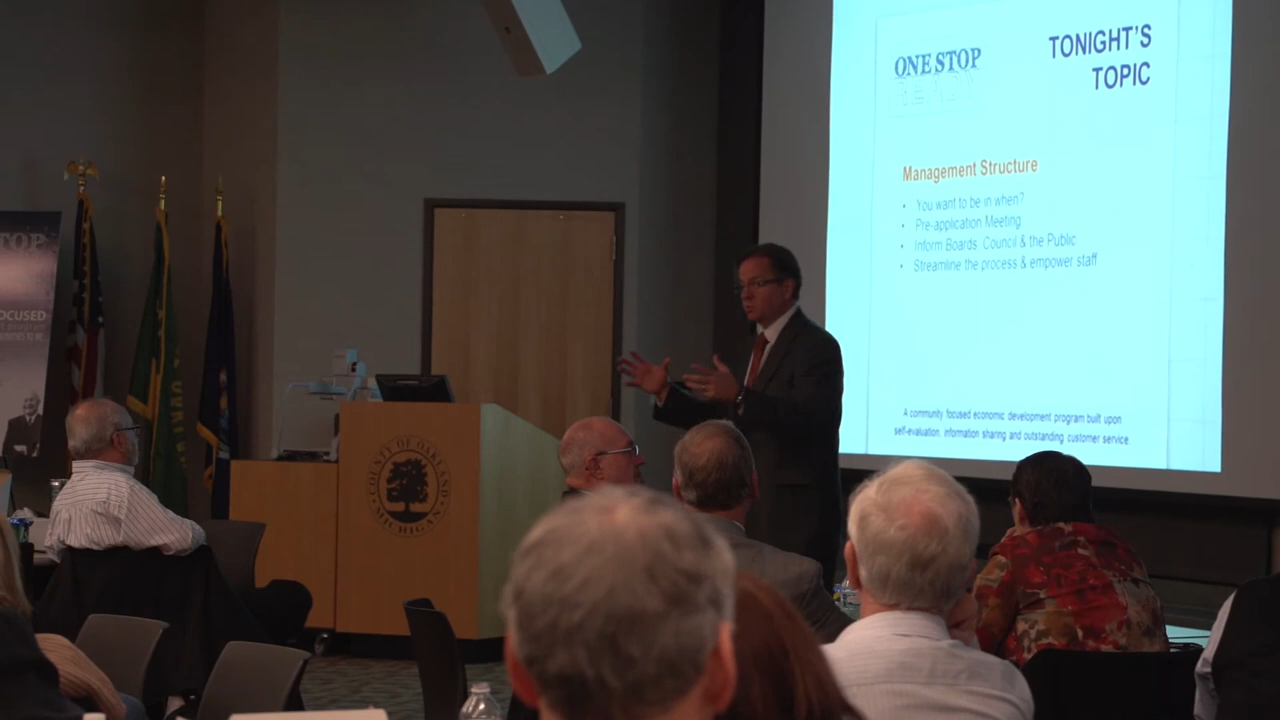 ONE STOP
READY
TONIGHT'S
TOPIC
Management Structure
• You want to be in when?
• Pre-application Meeting
• Inform Boards Council & the Public
• Streamline the process & empower staff
A community focused economic development program built upon
self-evaluation, information sharing and outstanding customer service
TOP
OCUSED
COUNTY OF OAKLAND
MICHIGAN